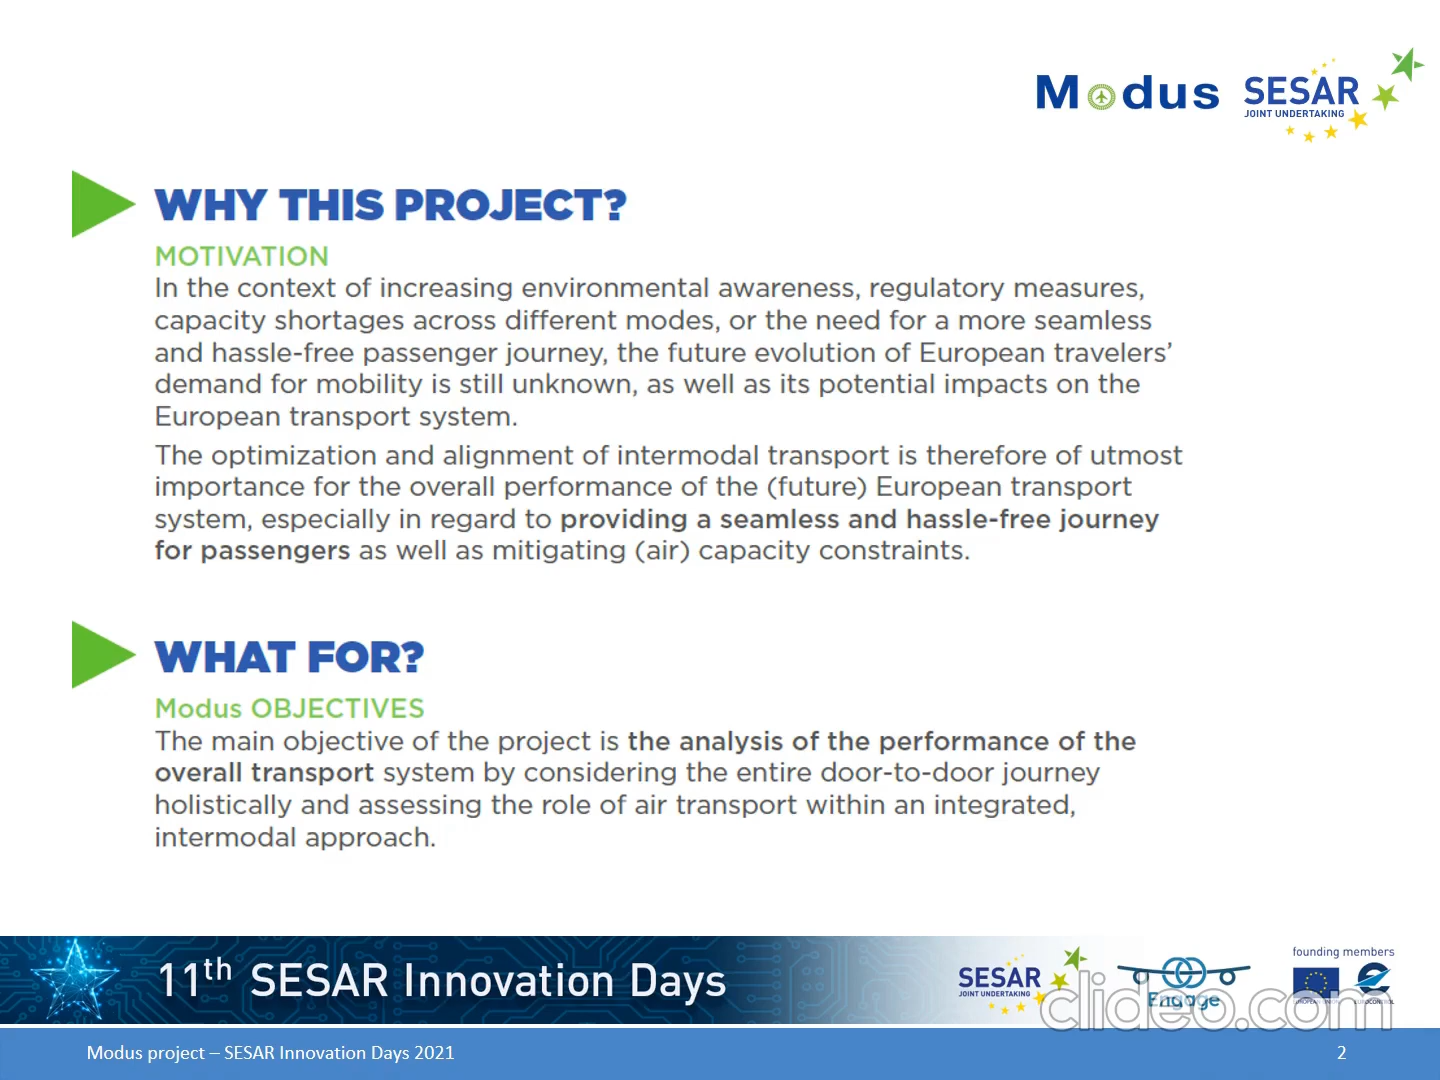 Modus
SESAR
JOINT UNDERTAKING
WHY THIS PROJECT?
MOTIVATION
In the context of increasing environmental awareness, regulatory measures,
capacity shortages across different modes, or the need for a more seamless
and hassle-free passenger journey, the future evolution of European travelers’
demand for mobility is still unknown, as well as its potential impacts on the
European transport system.
The optimization and alignment of intermodal transport is therefore of utmost
importance for the overall performance of the (future) European transport
system, especially in regard to providing a seamless and hassle-free journey
for passengers as well as mitigating (air) capacity constraints.
WHAT FOR?
Modus OBJECTIVES
The main objective of the project is the analysis of the performance of the
overall transport system by considering the entire door-to-door journey
holistically and assessing the role of air transport within an integrated,
intermodal approach.
11th SESAR Innovation Days
SESAR
JOINT UNDERTAKING
Engage
founding members
EUROPEAN UNION
EUROCONTROL
clideo.com
Modus project – SESAR Innovation Days 2021
2